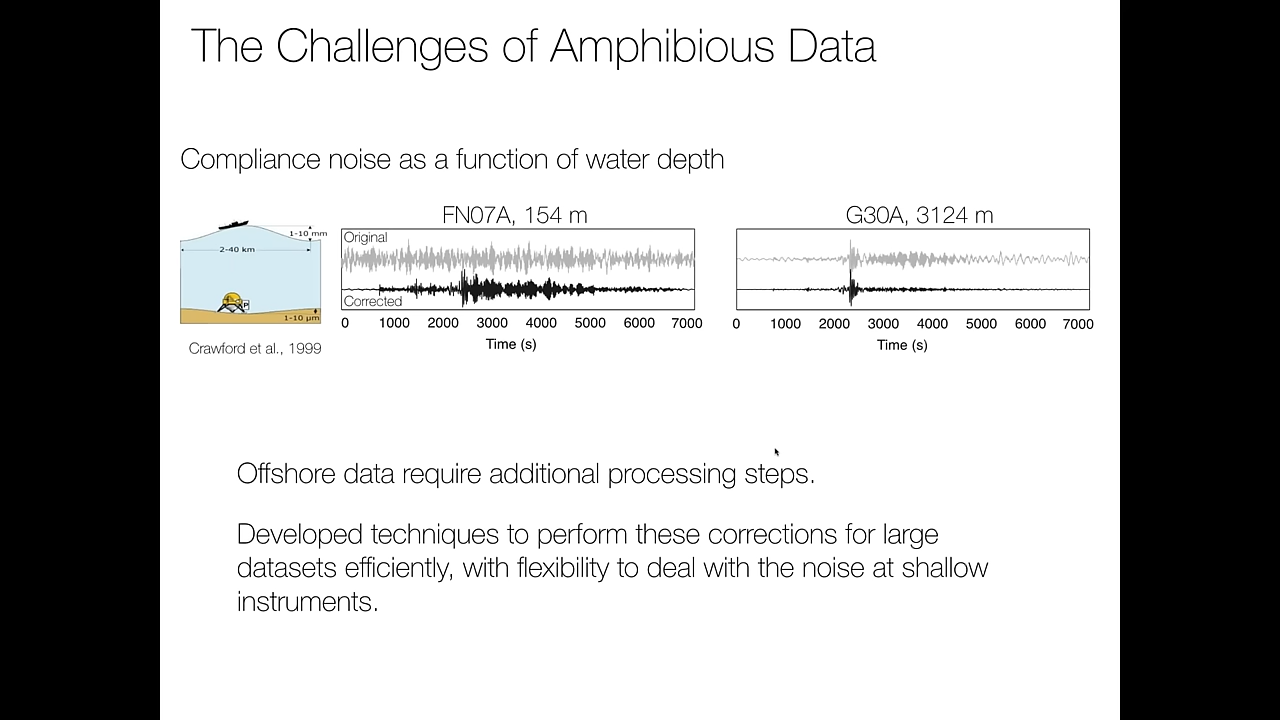 The Challenges of Amphibious Data
Compliance noise as a function of water depth
FN07A, 154 m
G30A, 3124 m
1-10 mm
2-40 km
P
1-10 µm
Crawford et al., 1999
Original
Corrected
0 1000 2000 3000 4000 5000 6000 7000
Time (s)
0 1000 2000 3000 4000 5000 6000 7000
Time (s)
Offshore data require additional processing steps.
Developed techniques to perform these corrections for large
datasets efficiently, with flexibility to deal with the noise at shallow
instruments.